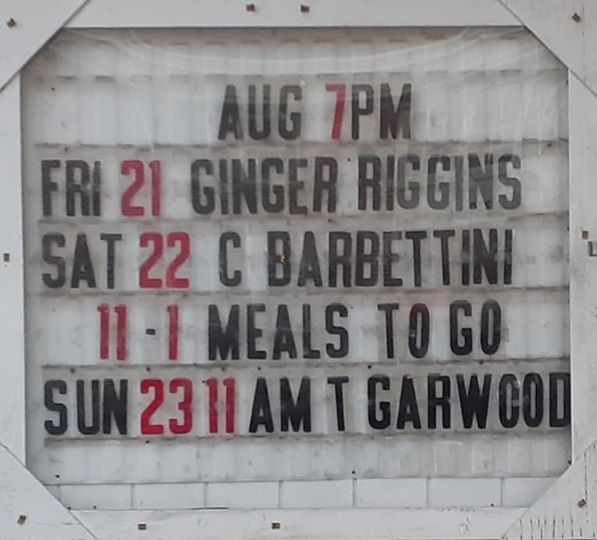 AUG 7PM
FRI 21 GINGER RIGGINS
SAT 22 C BARBETTINI
11-1 MEALS TO GO
SUN 23 11 AM T GARWOOD